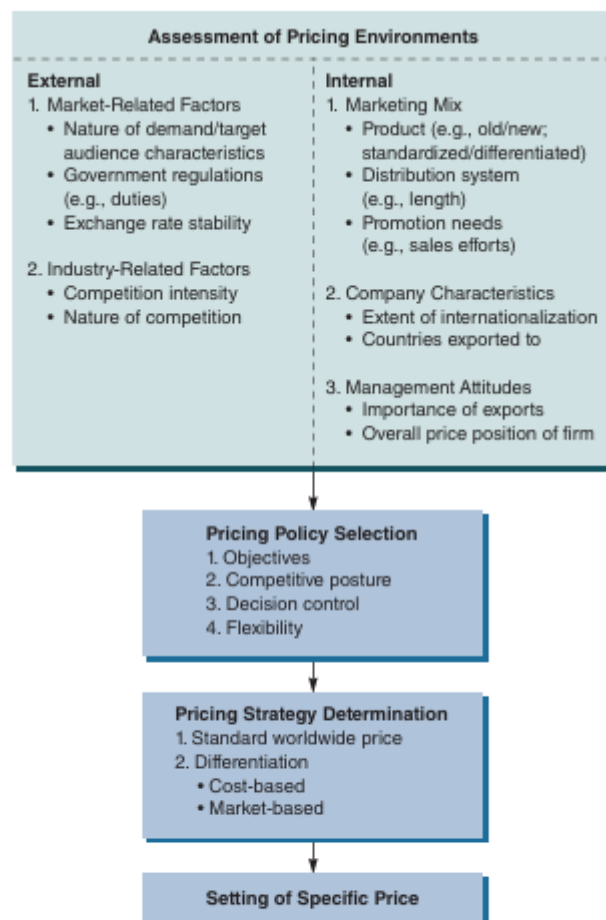 Assessment of Pricing Environments
External
1. Market-Related Factors
• Nature of demand/target
audience characteristics
• Government regulations
(e.g., duties)
• Exchange rate stability
2. Industry-Related Factors
• Competition intensity
• Nature of competition
Internal
1. Marketing Mix
• Product (e.g., old/new;
standardized/differentiated)
• Distribution system
(e.g., length)
• Promotion needs
(e.g., sales efforts)
2. Company Characteristics
• Extent of internationalization
• Countries exported to
3. Management Attitudes
• Importance of exports
• Overall price position of firm
Pricing Policy Selection
1. Objectives
2. Competitive posture
3. Decision control
4. Flexibility
Pricing Strategy Determination
1. Standard worldwide price
2. Differentiation
• Cost-based
• Market-based
Setting of Specific Price